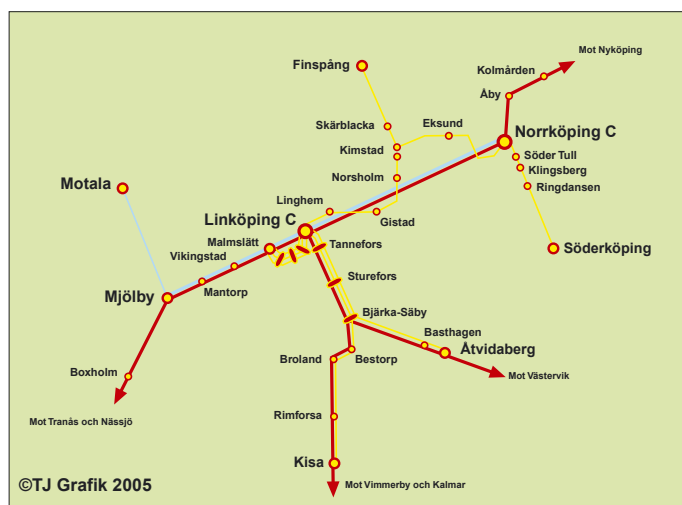 Mot Nyköping
Kolmården
Finspång
Åby
Skärblacka
Eksund
Norrköping C
Kimstad
Söder Tull
Klingsberg
Norsholm
Ringdansen
Motala
Linghem
Gistad
Linköping C
Malmslätt
Tannefors
Söderköping
Vikingstad
Sturefors
Mjölby
Mantorp
Bjärka-Säby
Basthagen
Åtvidaberg
Broland
Bestorp
Boxholm
Mot Västervik
Rimforsa
Mot Tranås och Nässjö
Kisa
©TJ Grafik 2005
Mot Vimmerby och Kalmar